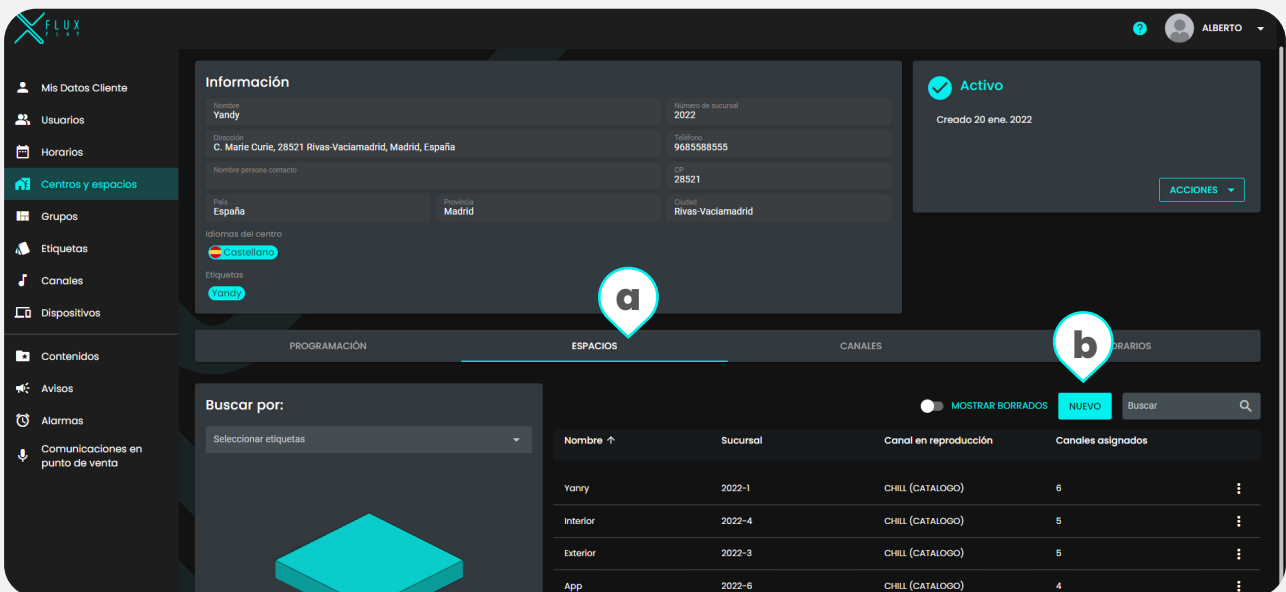 FLUX
PLAY
ALBERTO
Mis Datos Cliente
Usuarios
Horarios
Centros y espacios
Grupos
Etiquetas
Canales
Dispositivos
Contenidos
Avisos
Alarmas
Comunicaciones en
punto de venta
Información
Nombre
Yandy
Número de sucursal
2022
Dirección
C. Marie Curie, 28521 Rivas-Vaciamadrid, Madrid, España
Teléfono
9685588555
Nombre persona contacto
CP
28521
País
España
Provincia
Madrid
Ciudad
Rivas-Vaciamadrid
Idiomas del centro
Castellano
Etiquetas
Yandy
Activo
Creado 20 ene. 2022
ACCIONES
a
b
PROGRAMACIÓN ESPACIOS CANALES ORARIOS
Buscar por:
Seleccionar etiquetas
MOSTRAR BORRADOS NUEVO Buscar
Nombre ↑ Sucursal Canal en reproducción Canales asignados
Yanry 2022-1 CHILL (CATALOGO) 6
Interior 2022-4 CHILL (CATALOGO) 5
Exterior 2022-3 CHILL (CATALOGO) 5
App 2022-6 CHILL (CATALOGO) 4